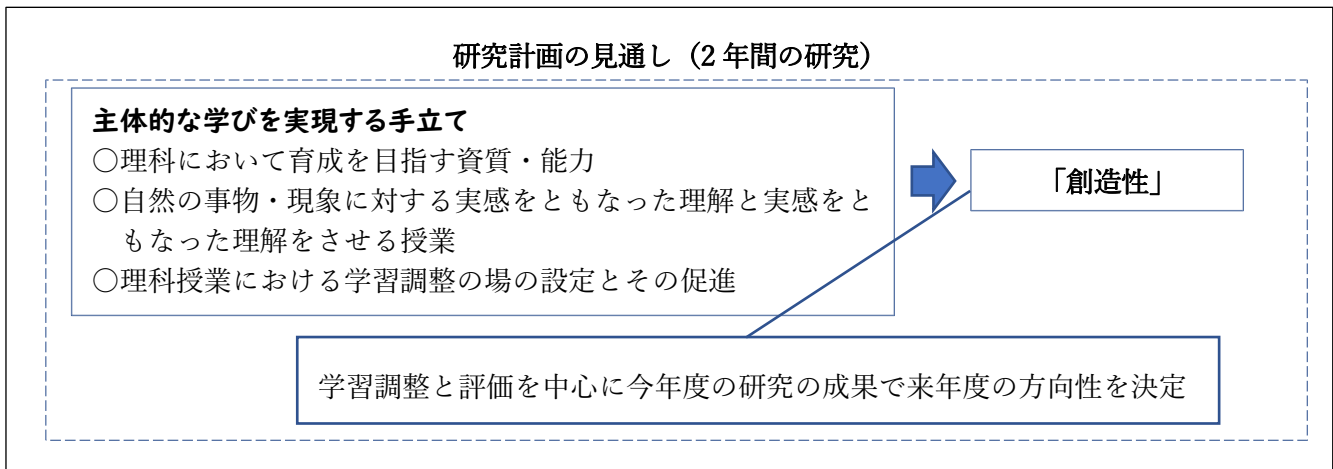 研究計画の見通し（2年間の研究）
主体的な学びを実現する手立て
○理科において育成を目指す資質・能力
○自然の事物・現象に対する実感をともなった理解と実感をと
もなった理解をさせる授業
○理科授業における学習調整の場の設定とその促進
「創造性」
学習調整と評価を中心に今年度の研究の成果で来年度の方向性を決定